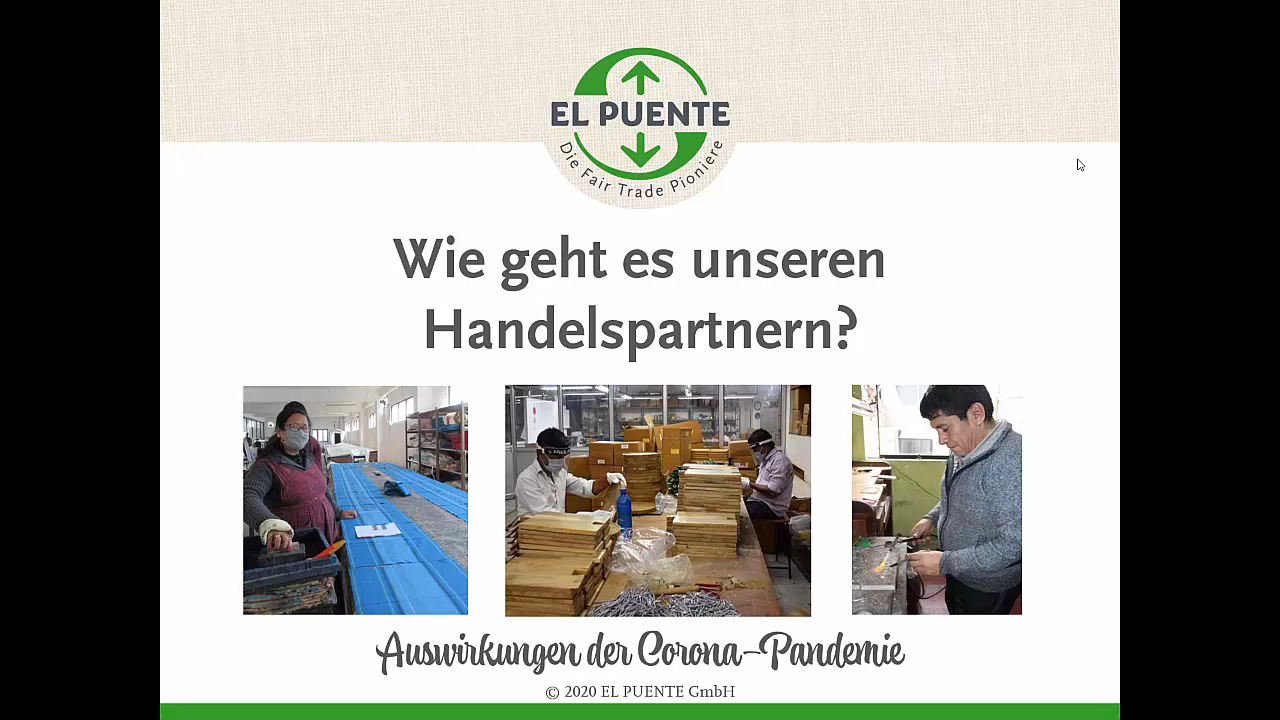 EL PUENTE
Die Fair Trade Pioniere
Wie geht es unseren
Handelspartnern?
Auswirkungen der Corona-Pandemie
© 2020 EL PUENTE GmbH